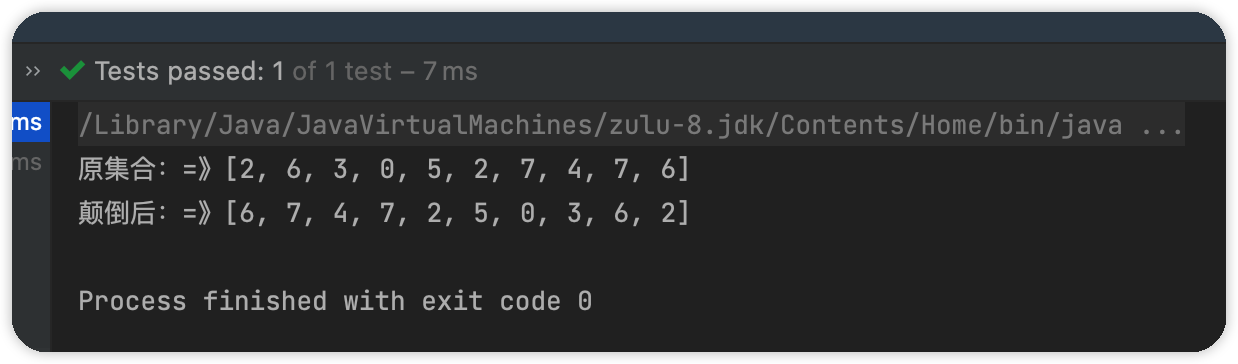 >> ✓ Tests passed: 1 of 1 test – 7 ms
ms
/Library/Java/JavaVirtualMachines/zulu-8.jdk/Contents/Home/bin/java ...
ms
原集合：=》[2, 6, 3, 0, 5, 2, 7, 4, 7, 6]
颠倒后：=》[6, 7, 4, 7, 2, 5, 0, 3, 6, 2]
Process finished with exit code 0